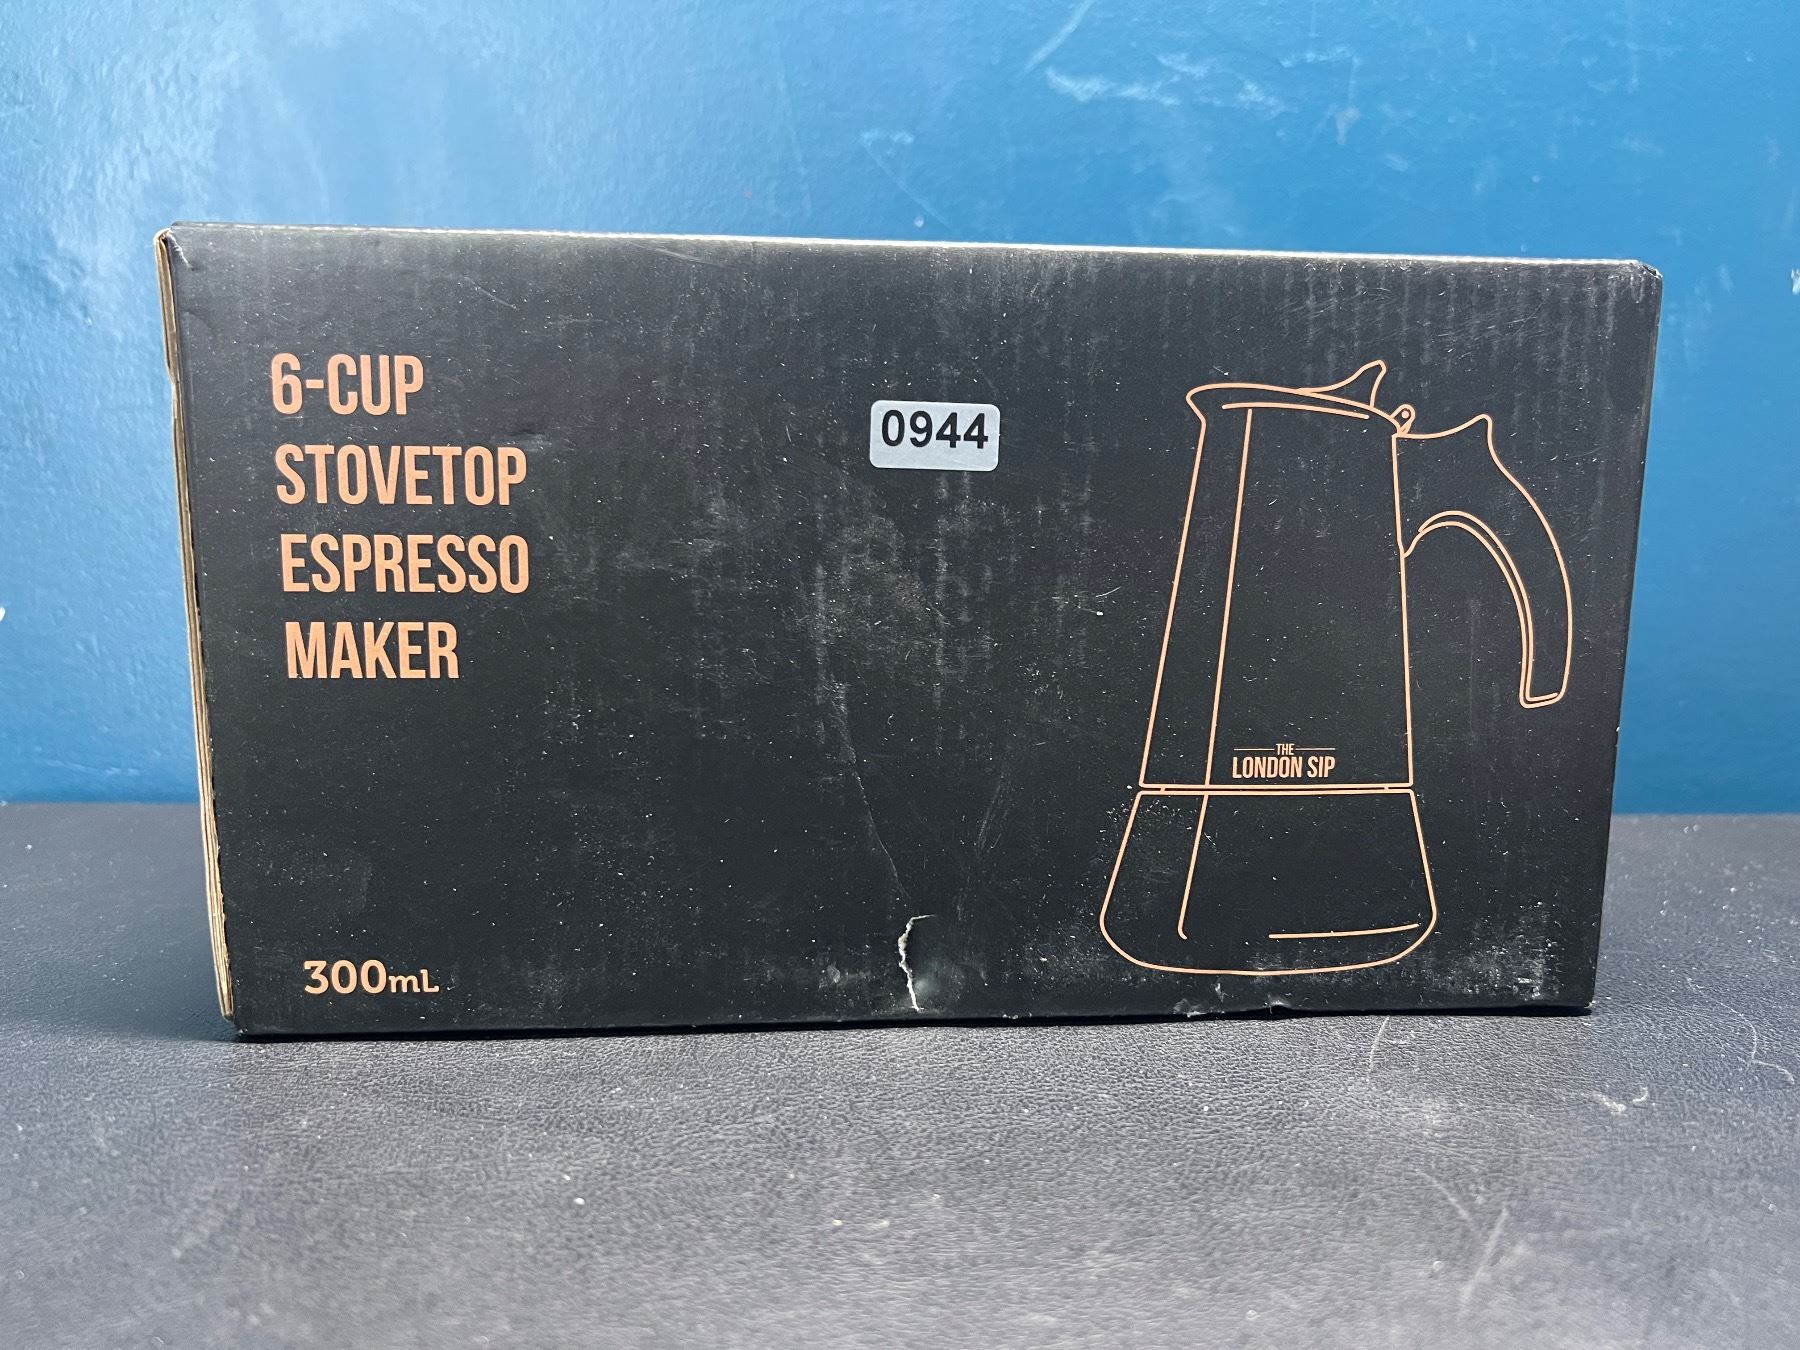 6-CUP
STOVETOP
ESPRESSO
MAKER
0944
THE
LONDON SIP
300mL